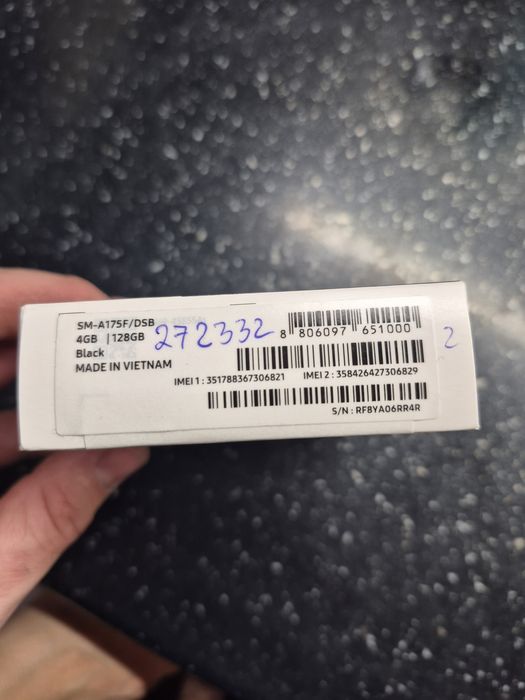 SM-A175F/DSB
4GB | 128GB
Black
MADE IN VIETNAM
272332
8 806097 651000
2
IMEI 1 : 351788367306821 IMEI 2 : 358426427306829
S/N : RF8YA06RR4R